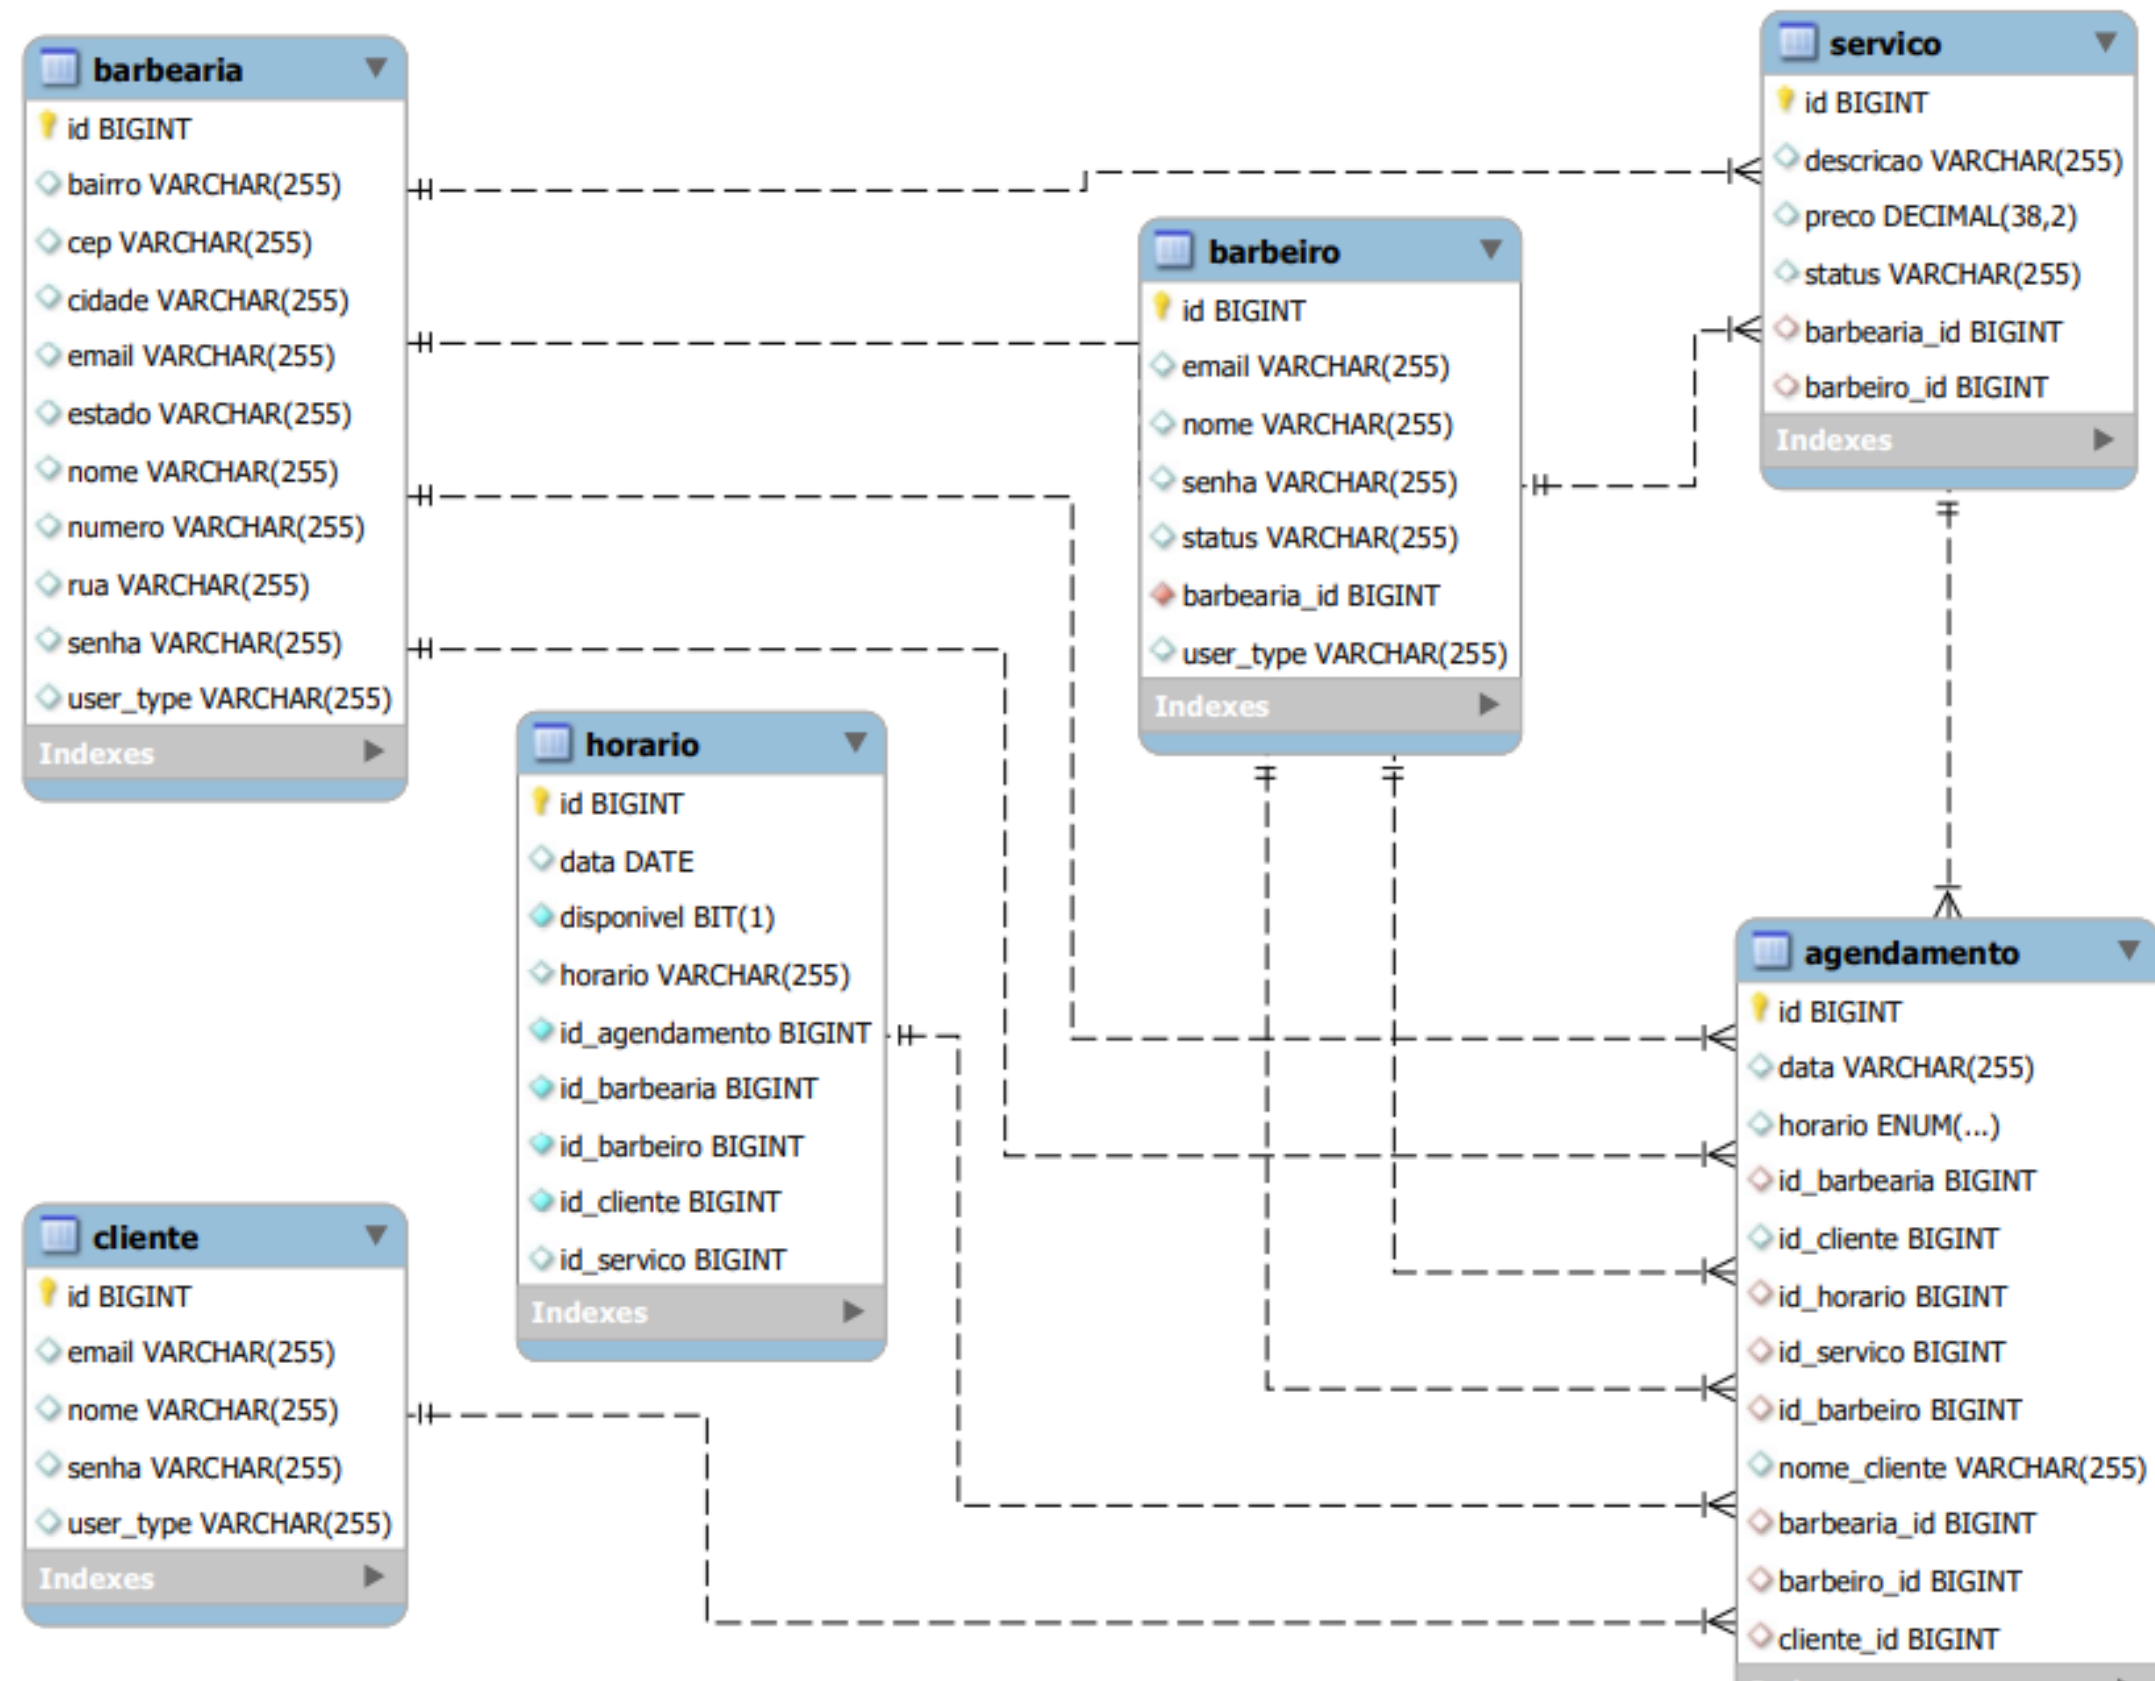 barbearia
id BIGINT
bairro VARCHAR(255)
cep VARCHAR(255)
cidade VARCHAR(255)
email VARCHAR(255)
estado VARCHAR(255)
nome VARCHAR(255)
numero VARCHAR(255)
rua VARCHAR(255)
senha VARCHAR(255)
user_type VARCHAR(255)
Indexes
servico
id BIGINT
descricao VARCHAR(255)
preco DECIMAL(38,2)
status VARCHAR(255)
barbearia_id BIGINT
barbeiro_id BIGINT
Indexes
barbeiro
id BIGINT
email VARCHAR(255)
nome VARCHAR(255)
senha VARCHAR(255)
status VARCHAR(255)
barbearia_id BIGINT
user_type VARCHAR(255)
Indexes
horario
id BIGINT
data DATE
disponivel BIT(1)
horario VARCHAR(255)
id_agendamento BIGINT
id_barbearia BIGINT
id_barbeiro BIGINT
id_cliente BIGINT
id_servico BIGINT
Indexes
cliente
id BIGINT
email VARCHAR(255)
nome VARCHAR(255)
senha VARCHAR(255)
user_type VARCHAR(255)
Indexes
agendamento
id BIGINT
data VARCHAR(255)
horario ENUM(...)
id_barbearia BIGINT
id_cliente BIGINT
id_horario BIGINT
id_servico BIGINT
id_barbeiro BIGINT
nome_cliente VARCHAR(255)
barbearia_id BIGINT
barbeiro_id BIGINT
cliente_id BIGINT